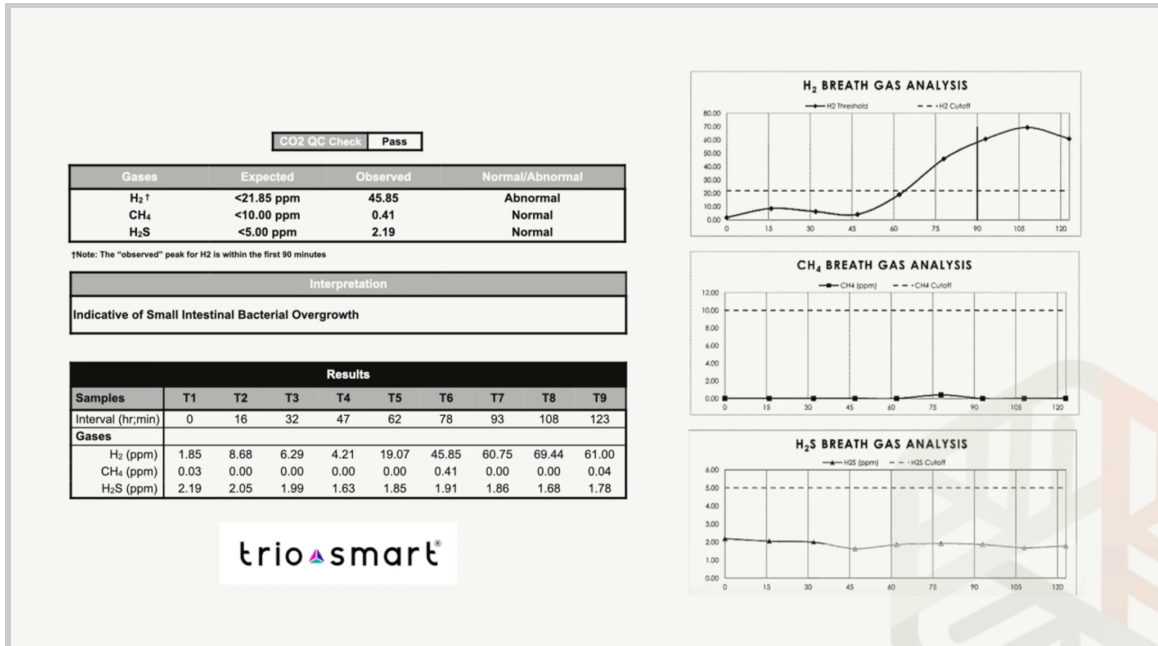 CO2 QC Check Pass
Gases Expected Observed Normal/Abnormal
H₂† <21.85 ppm 45.85 Abnormal
CH₄ <10.00 ppm 0.41 Normal
H₂S <5.00 ppm 2.19 Normal
†Note: The "observed" peak for H2 is within the first 90 minutes
Interpretation
Indicative of Small Intestinal Bacterial Overgrowth
Results
Samples T1 T2 T3 T4 T5 T6 T7 T8 T9
Interval (hr;min) 0 16 32 47 62 78 93 108 123
Gases
H₂ (ppm) 1.85 8.68 6.29 4.21 19.07 45.85 60.75 69.44 61.00
CH₄ (ppm) 0.03 0.00 0.00 0.00 0.00 0.41 0.00 0.00 0.04
H₂S (ppm) 2.19 2.05 1.99 1.63 1.85 1.91 1.86 1.68 1.78
trio smart®
H₂ BREATH GAS ANALYSIS
H2 Threshold H2 Cutoff
80.00
70.00
60.00
50.00
40.00
30.00
20.00
10.00
0.00
0 15 30 45 60 75 90 105 120
CH₄ BREATH GAS ANALYSIS
CH4 (ppm) CH4 Cutoff
12.00
10.00
8.00
6.00
4.00
2.00
0.00
0 15 30 45 60 75 90 105 120
H₂S BREATH GAS ANALYSIS
H2S (ppm) H2S Cutoff
6.00
5.00
4.00
3.00
2.00
1.00
0.00
0 15 30 45 60 75 90 105 120